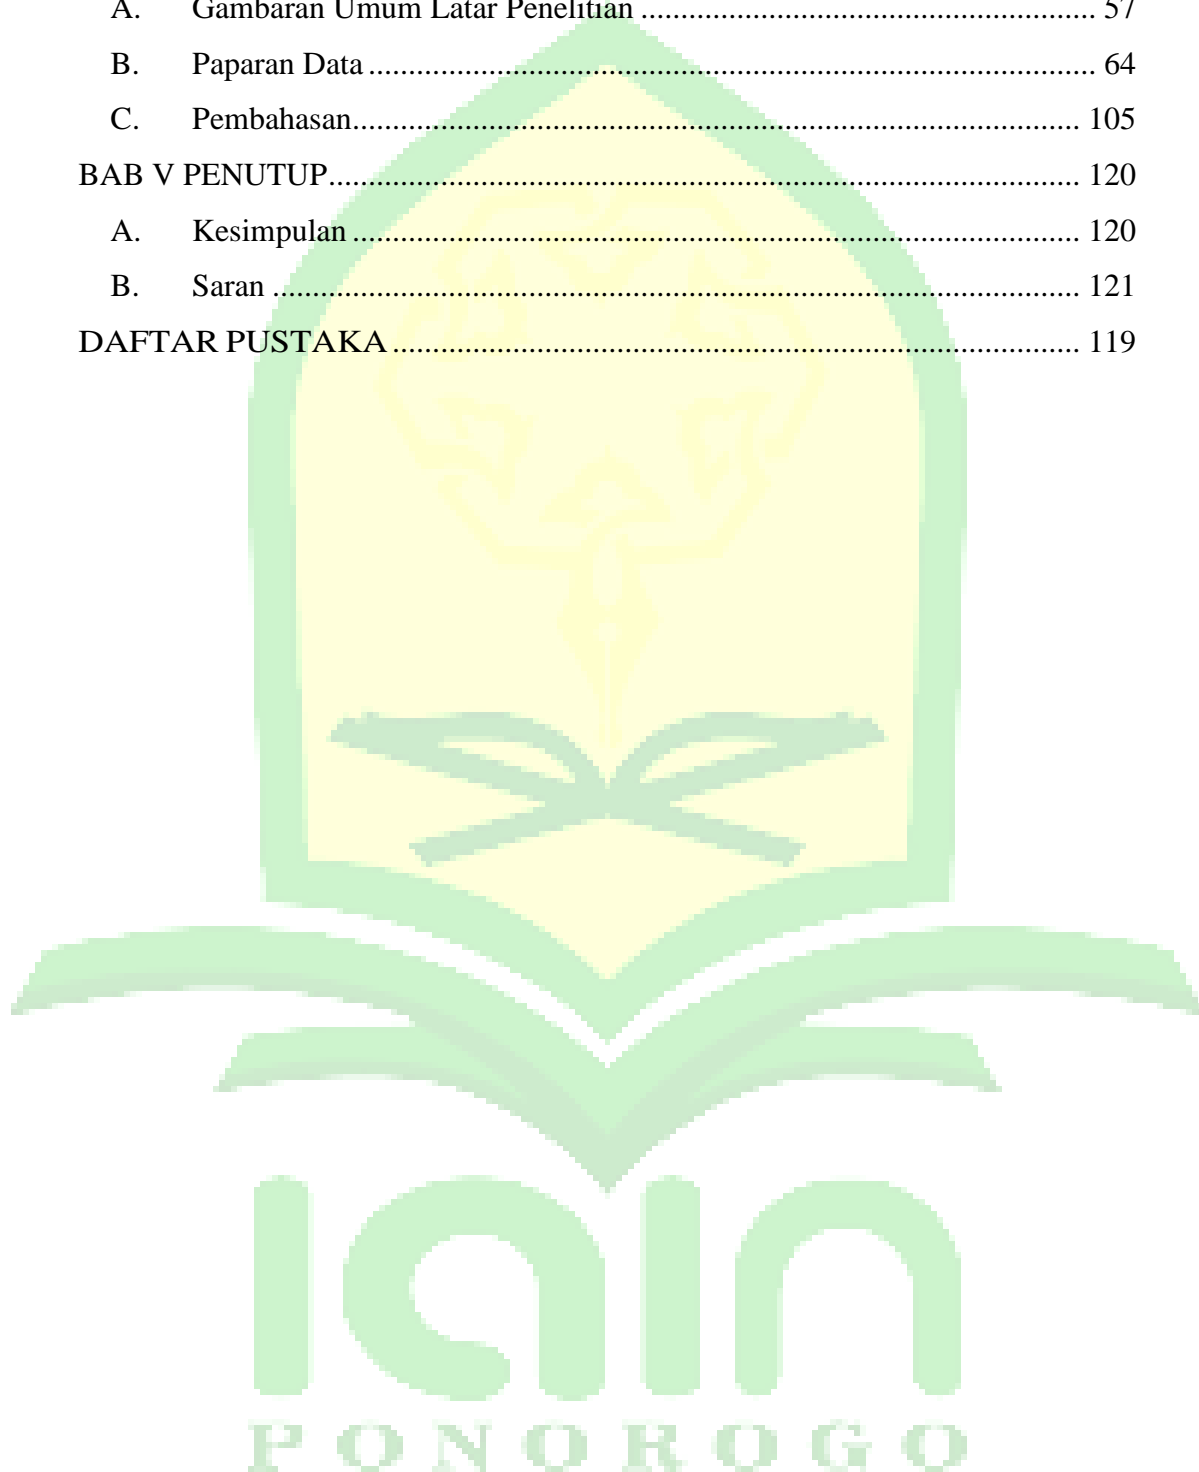 A. Gambaran Umum Latar Penelitian ........................................................... 57
B. Paparan Data ............................................................................................... 64
C. Pembahasan............................................................................................... 105
BAB V PENUTUP.................................................................................................. 120
A. Kesimpulan ............................................................................................... 120
B. Saran ......................................................................................................... 121
DAFTAR PUSTAKA .......................................................................................... 119
iain
PONOROGO